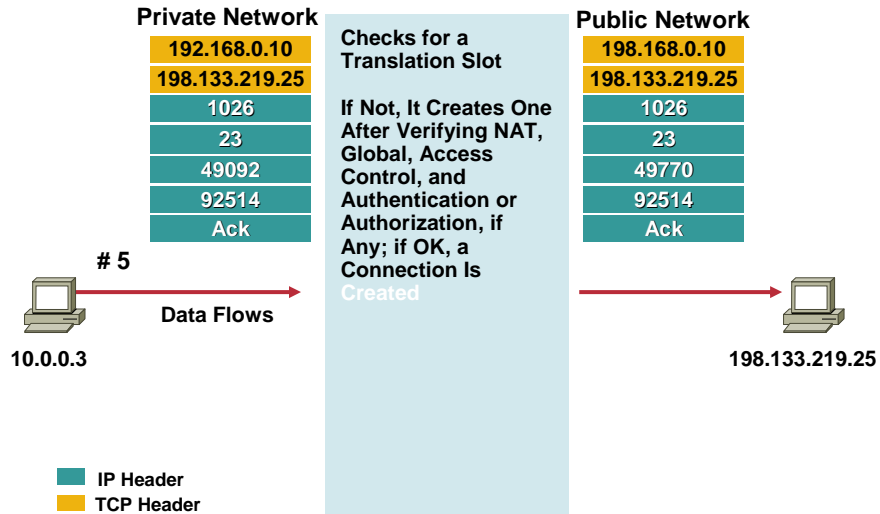 Private Network
192.168.0.10
198.133.219.25
1026
23
49092
92514
Ack
Checks for a
Translation Slot
If Not, It Creates One
After Verifying NAT,
Global, Access
Control, and
Authentication or
Authorization, if
Any; if OK, a
Connection Is
Created
Public Network
198.168.0.10
198.133.219.25
1026
23
49770
92514
Ack
# 5
Data Flows
10.0.0.3
198.133.219.25
IP Header
TCP Header